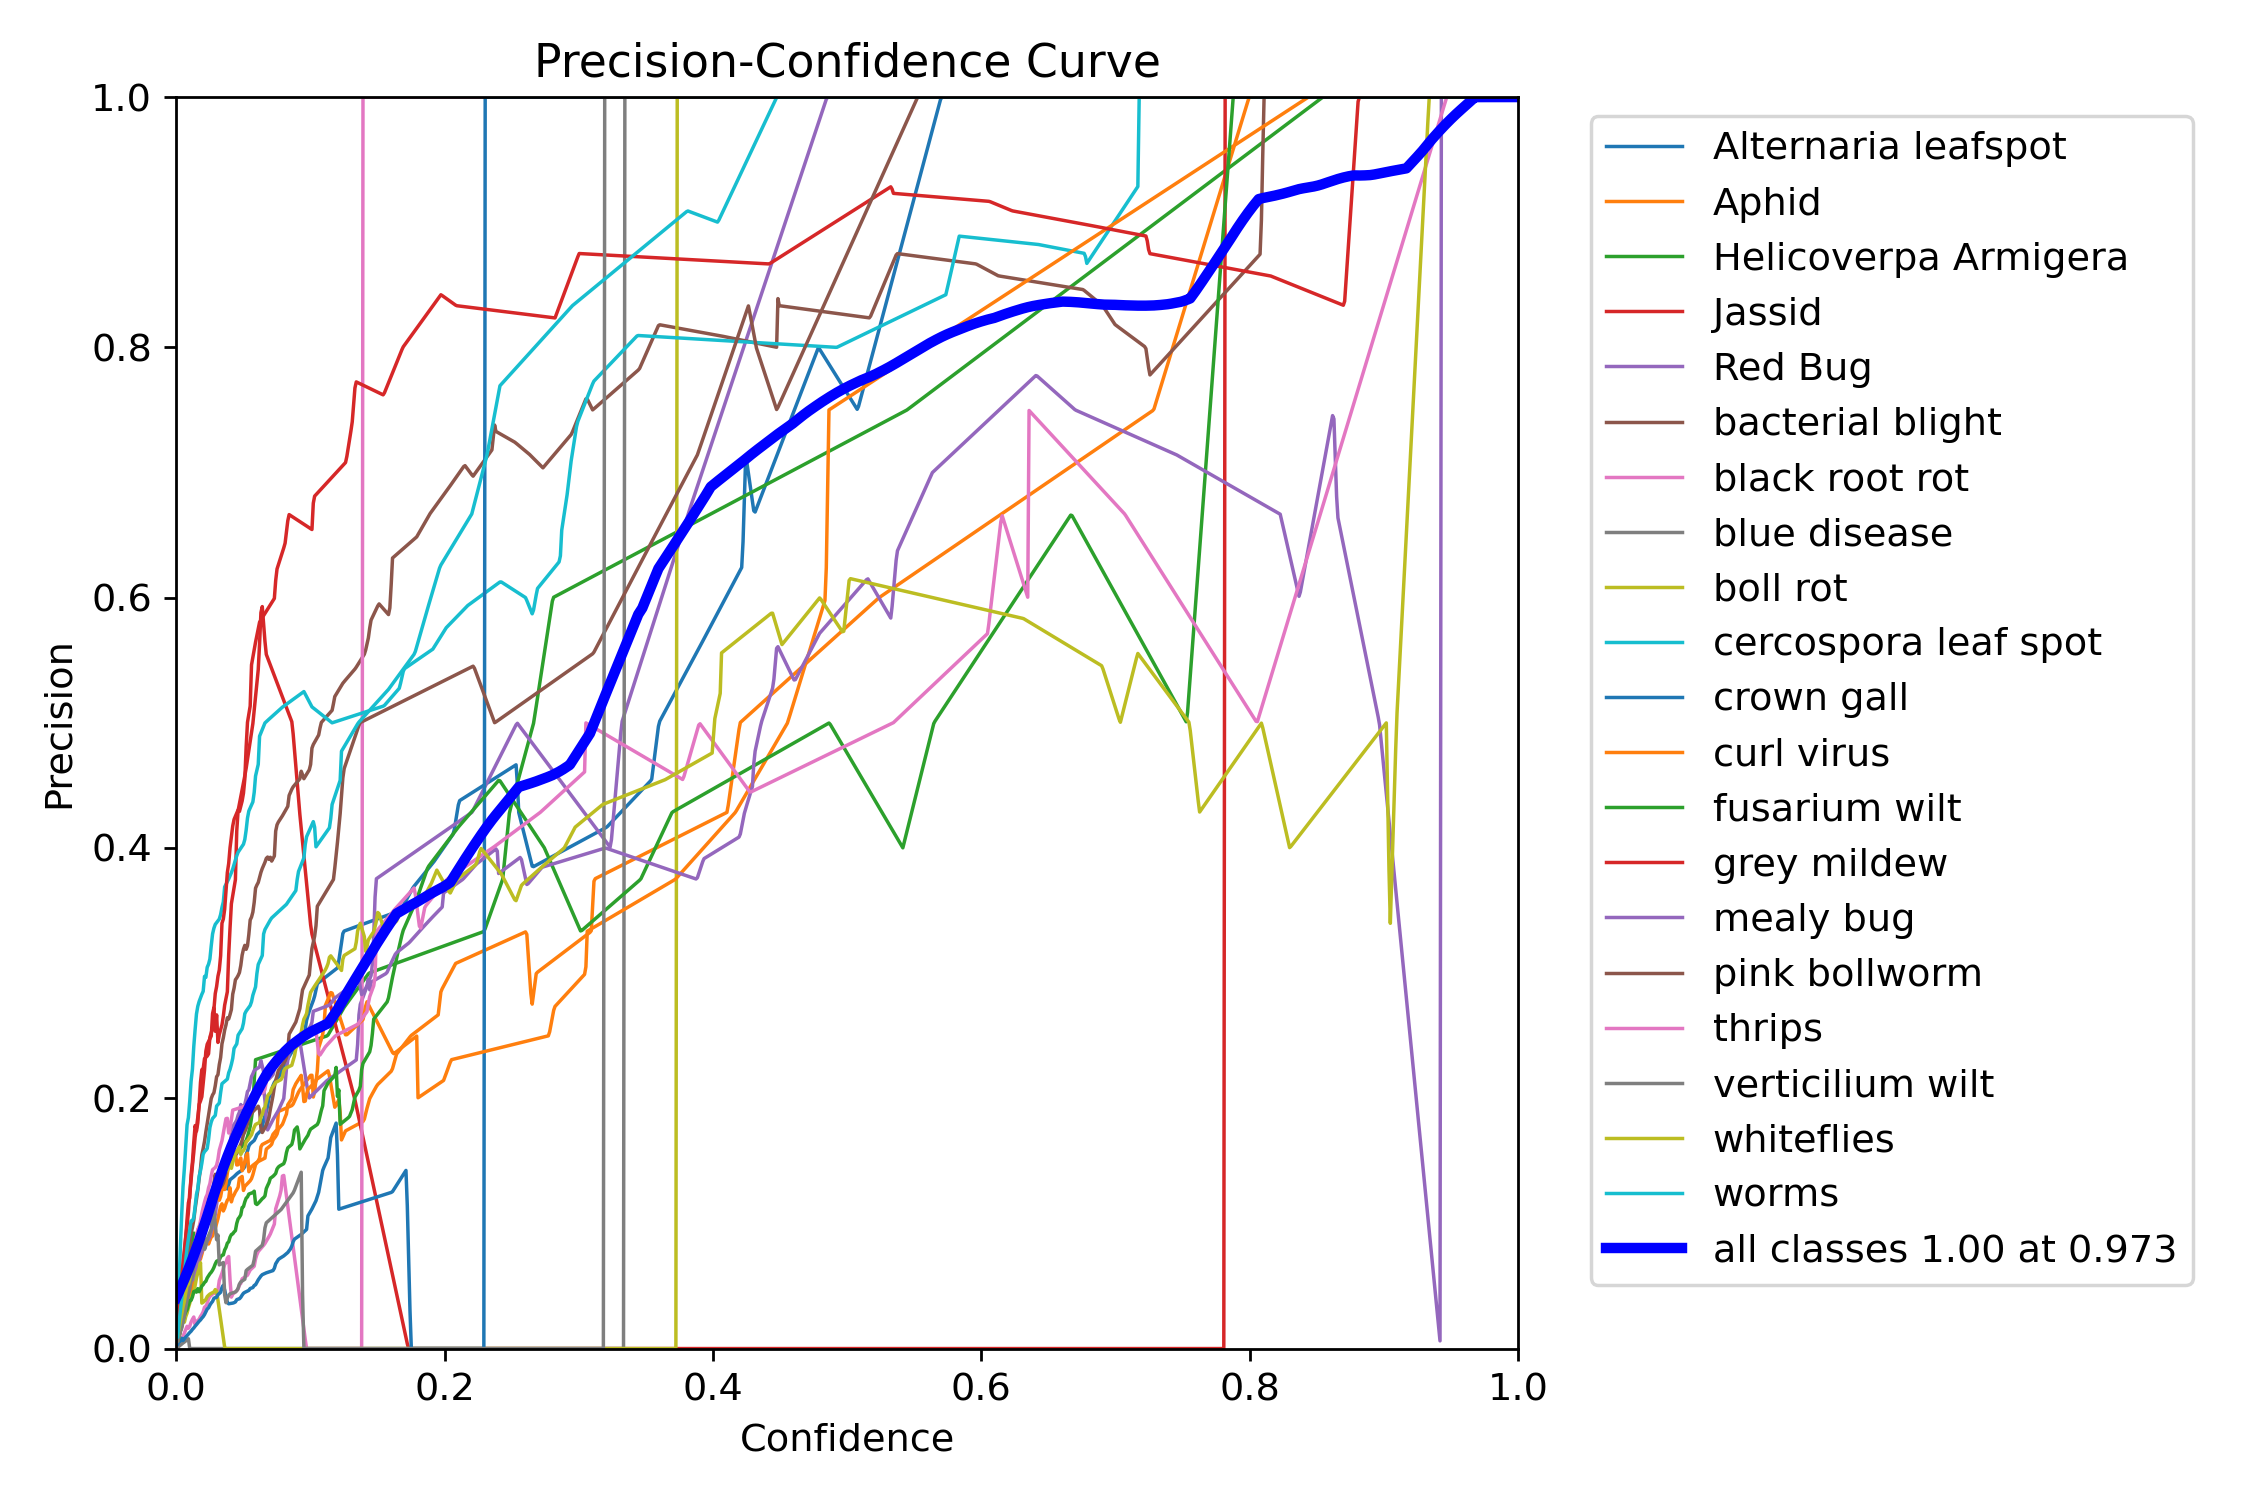 Precision-Confidence Curve
1.0
0.8
0.6
0.4
0.2
0.0
Precision
0.0 0.2 0.4 0.6 0.8 1.0
Confidence
Alternaria leafspot
Aphid
Helicoverpa Armigera
Jassid
Red Bug
bacterial blight
black root rot
blue disease
boll rot
cercospora leaf spot
crown gall
curl virus
fusarium wilt
grey mildew
mealy bug
pink bollworm
thrips
verticilium wilt
whiteflies
worms
all classes 1.00 at 0.973